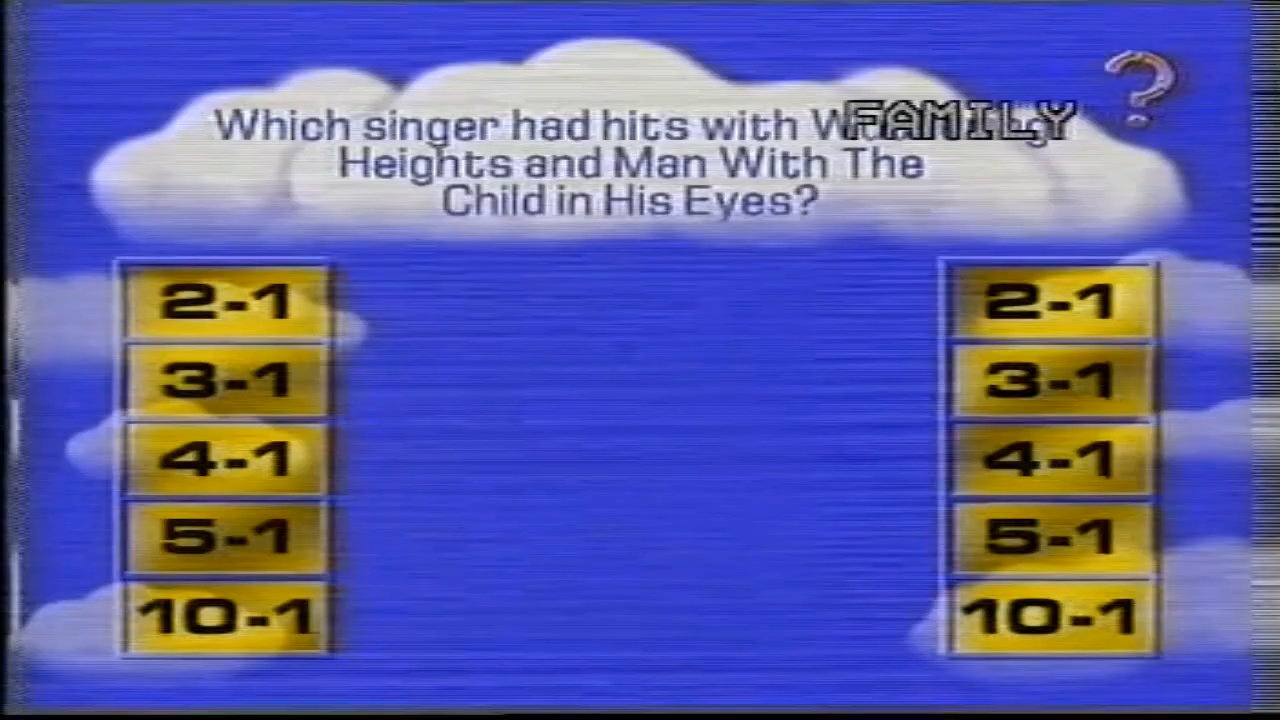 Which singer had hits with
FAMILY
Heights and Man With The
Child in His Eyes?
?
2-1
3-1
4-1
5-1
10-1
2-1
3-1
4-1
5-1
10-1